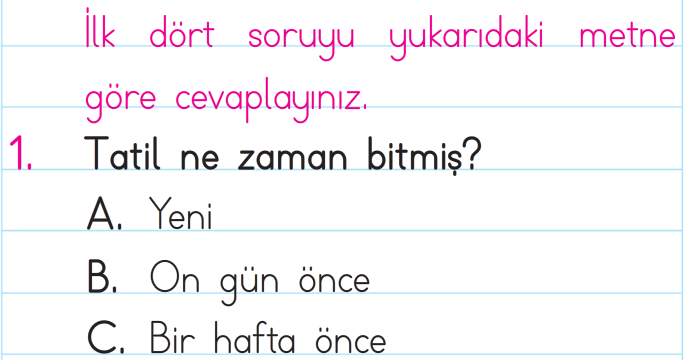 İlk dört soruyu yukarıdaki metne
göre cevaplayınız.
1. Tatil ne zaman bitmiş?
A. Yeni
B. On gün önce
C. Bir hafta önce